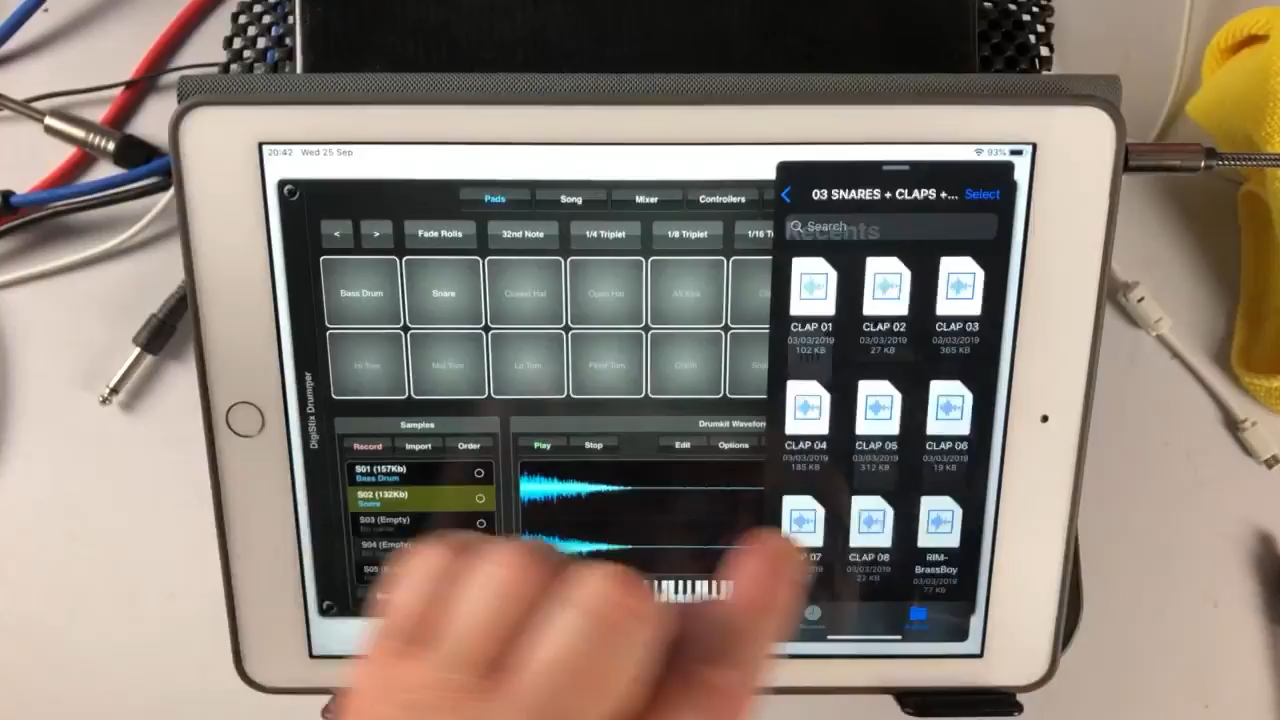 20:42 Wed 25 Sep
93%
Pads
Song
Mixer
Controllers
<
>
Fade Rolls
32nd Note
1/4 Triplet
1/8 Triplet
Bass Drum
Snare
Closed Hat
Open Hat
Hi Tom
Mid Tom
Lo Tom
Floor Tom
Crash
DigiStix Drummer
Samples
Record
Import
Order
S01 (157Kb)
Bass Drum
S02 (132Kb)
Snare
S03 (Empty)
No name
S04 (Empty)
Play
Stop
Edit
Options
03 SNARES + CLAPS +...
Select
Search
Recents
CLAP 01
03/03/2019
102 KB
CLAP 02
03/03/2019
27 KB
CLAP 03
03/03/2019
365 KB
CLAP 04
03/03/2019
185 KB
CLAP 05
03/03/2019
312 KB
CLAP 06
03/03/2019
19 KB
CLAP 08
03/03/2019
22 KB
RIM-
BrassBoy
03/03/2019
77 KB